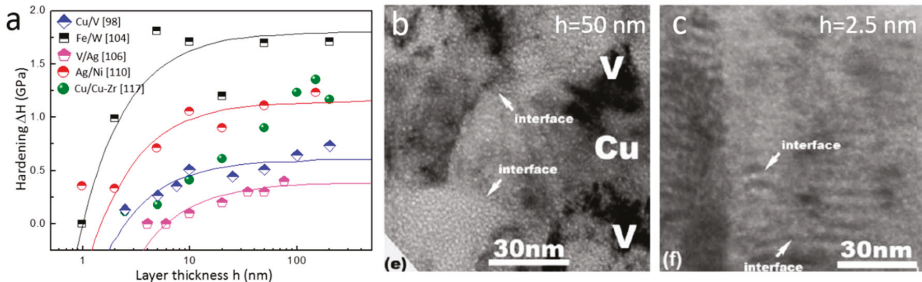 a
Cu/V [98]
Fe/W [104]
V/Ag [106]
Ag/Ni [110]
Cu/Cu-Zr [117]
2.0
1.5
1.0
0.5
0.0
Hardening ΔH (GPa)
1
10
100
Layer thickness h (nm)
b
h=50 nm
V
interface
Cu
interface
V
(e)
30nm
c
h=2.5 nm
interface
interface
(f)
30nm